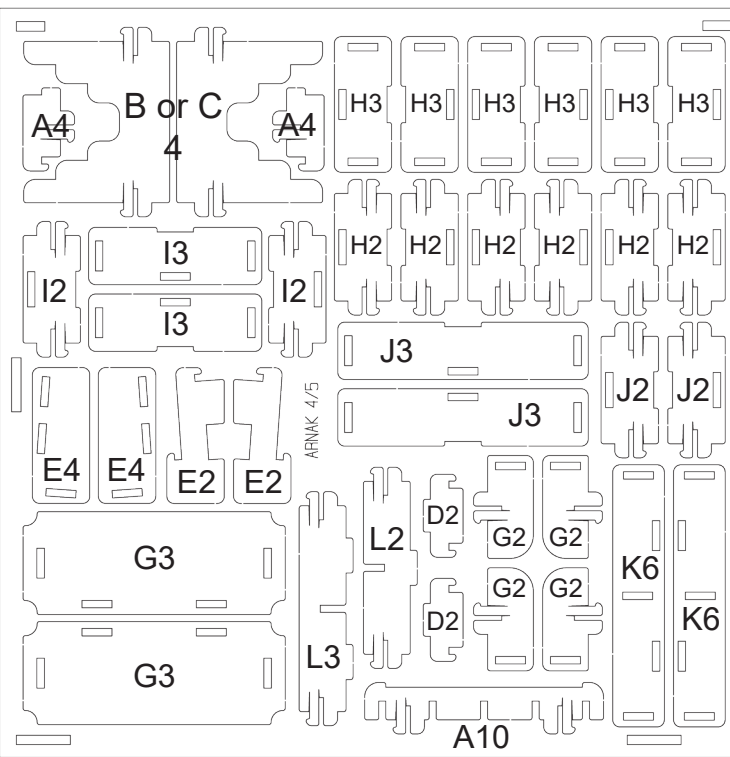 B or C
4
A4
A4
H3
H3
H3
H3
H3
H3
H2
H2
H2
H2
H2
H2
I3
I2
I2
I3
J3
J3
J2
J2
ARNAK 4/5
E4
E4
E2
E2
D2
L2
G2
G2
G3
K6
G2
G2
D2
K6
L3
G3
A10